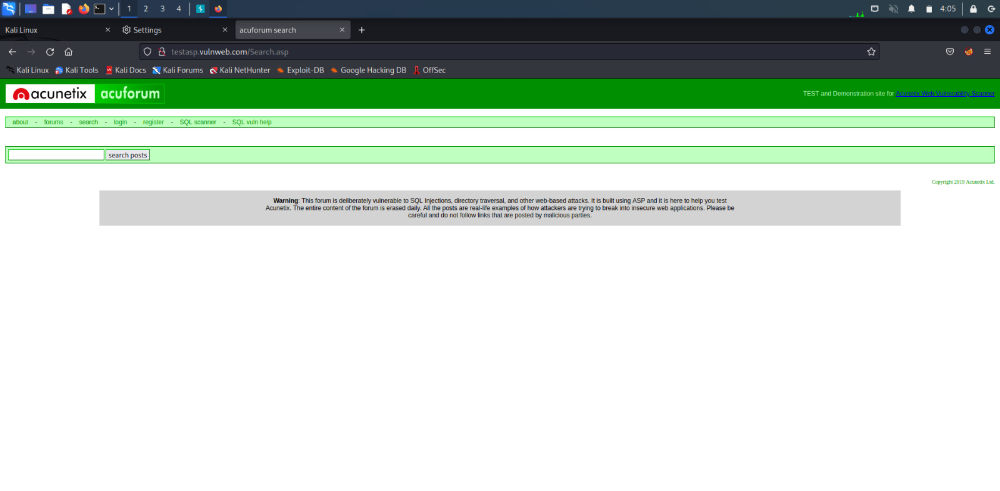 1 2 3 4 4:05
Kali Linux Settings acuforum search
testasp.vulnweb.com/Search.asp
Kali Linux Kali Tools Kali Docs Kali Forums Kali NetHunter Exploit-DB Google Hacking DB OffSec
acunetix acuforum TEST and Demonstration site for Acunetix Web Vulnerability Scanner
about - forums - search - login - register - SQL scanner - SQL vuln help
search posts
Copyright 2019 Acunetix Ltd.
Warning: This forum is deliberately vulnerable to SQL Injections, directory traversal, and other web-based attacks. It is built using ASP and it is here to help you test
Acunetix. The entire content of the forum is erased daily. All the posts are real-life examples of how attackers are trying to break into insecure web applications. Please be
careful and do not follow links that are posted by malicious parties.